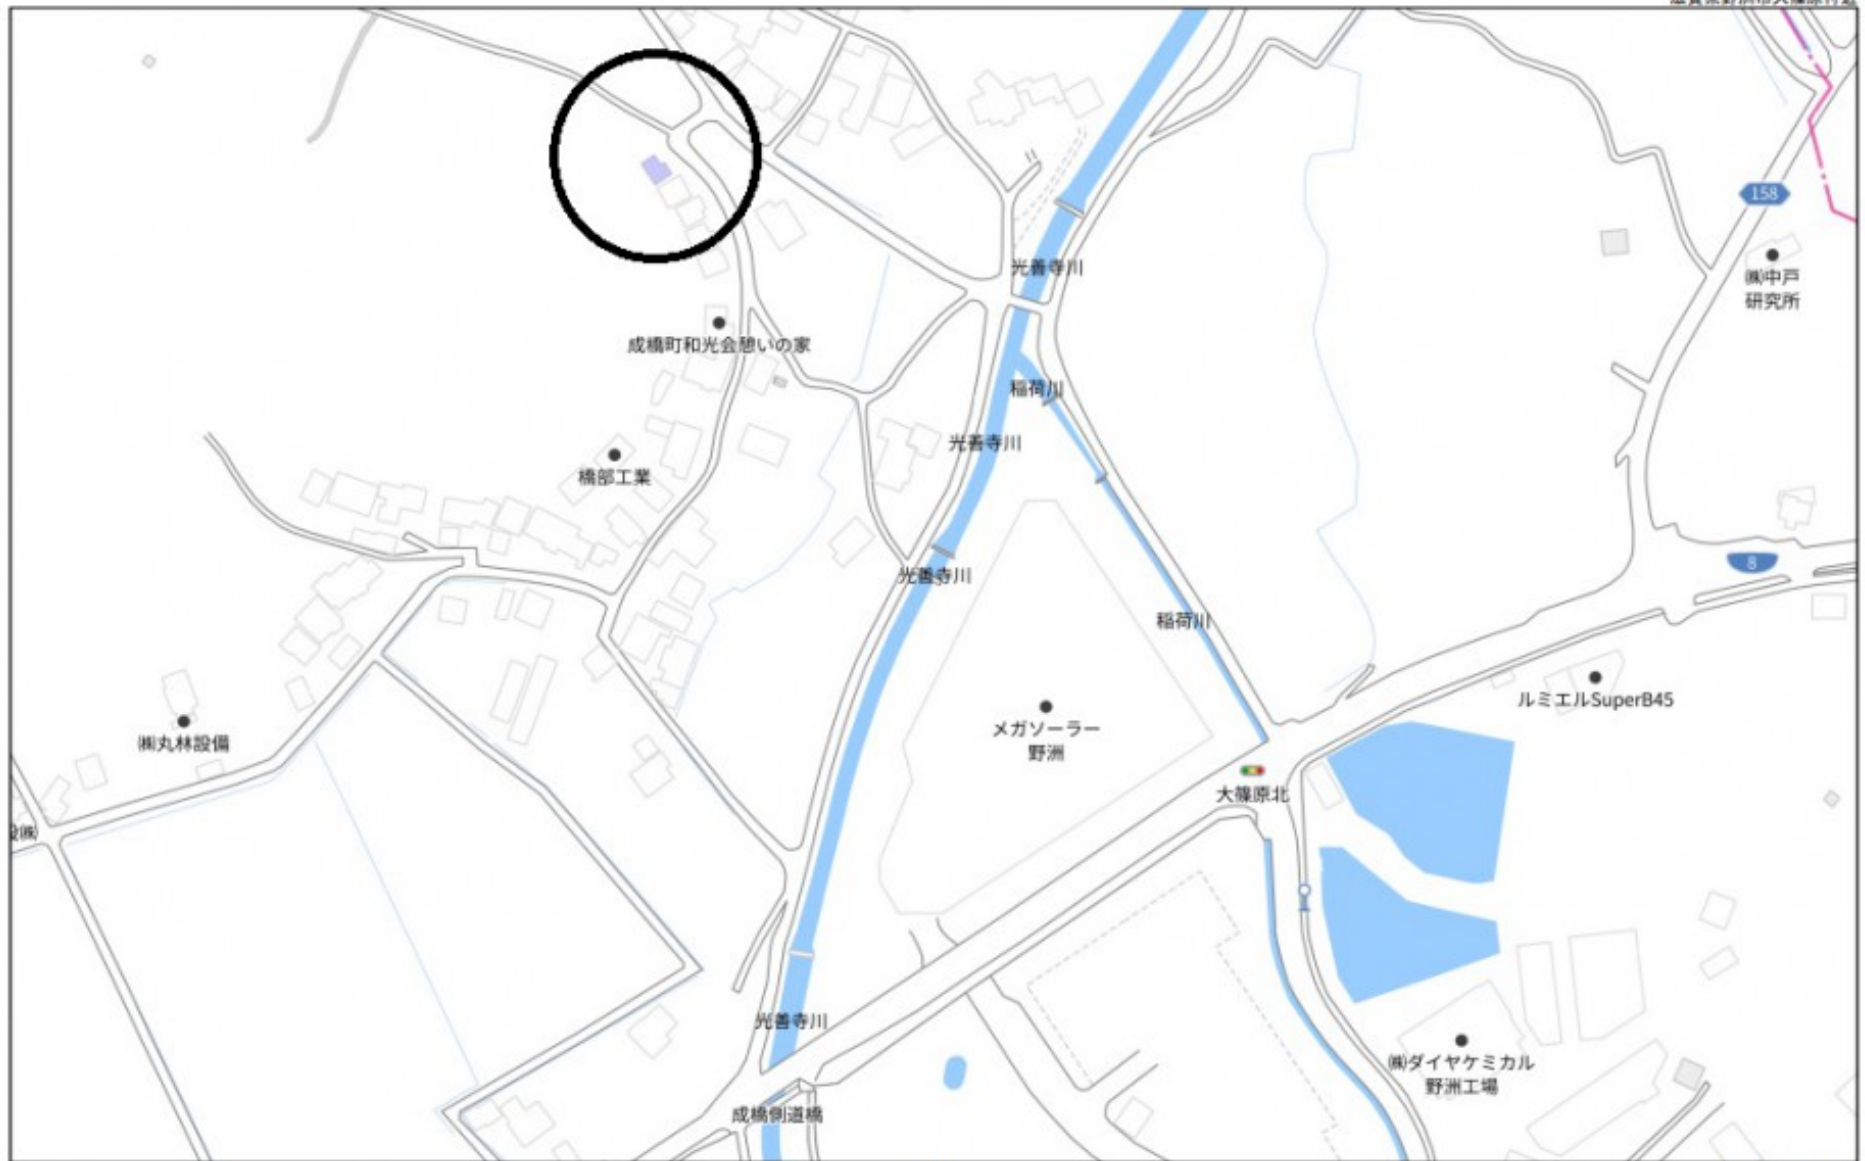 158
光善寺川
㈱中戸
研究所
成橋町和光会憩いの家
稲荷川
光善寺川
橋部工業
8
光善寺川
稲荷川
ルミエルSuperB45
メガソーラー
野洲
㈱丸林設備
大篠原北
光善寺川
㈱ダイヤケミカル
野洲工場
成橋側道橋